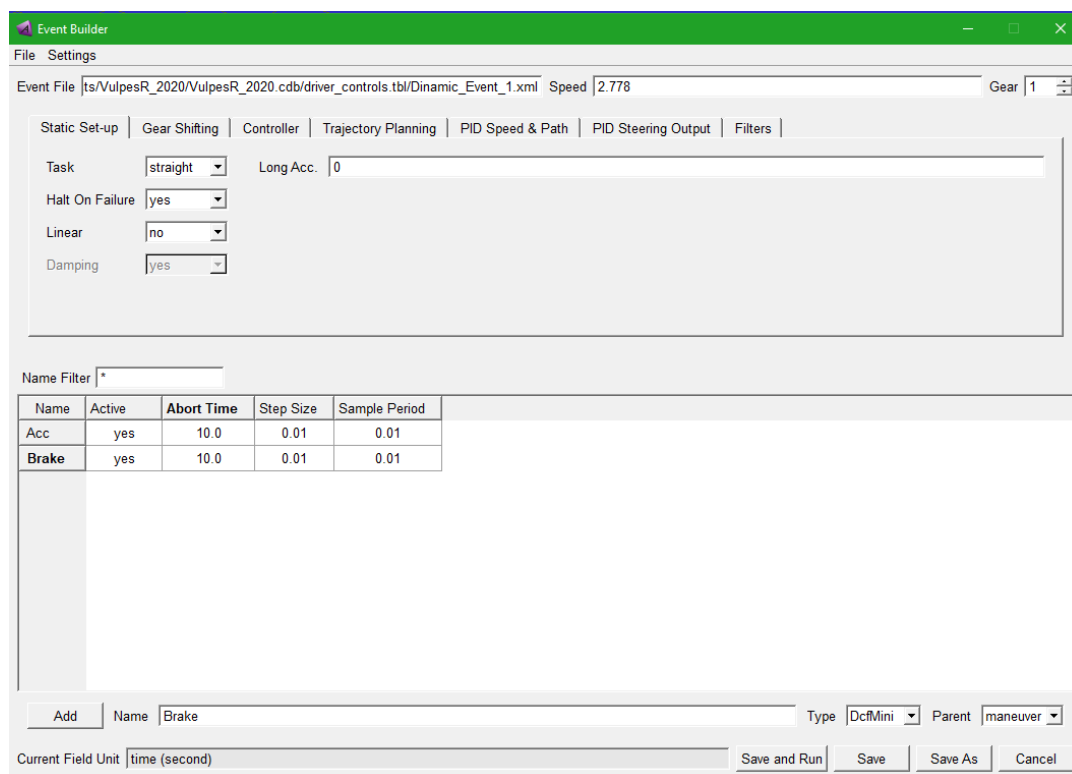 Event Builder
File Settings
Event File ts/VulpesR_2020/VulpesR_2020.cdb/driver_controls.tbl/Dinamic_Event_1.xml Speed 2.778 Gear 1
Static Set-up Gear Shifting Controller Trajectory Planning PID Speed & Path PID Steering Output Filters
Task straight Long Acc. 0
Halt On Failure yes
Linear no
Damping yes
Name Filter *
Name Active Abort Time Step Size Sample Period
Acc yes 10.0 0.01 0.01
Brake yes 10.0 0.01 0.01
Add Name Brake Type DcfMini Parent maneuver
Current Field Unit time (second) Save and Run Save Save As Cancel